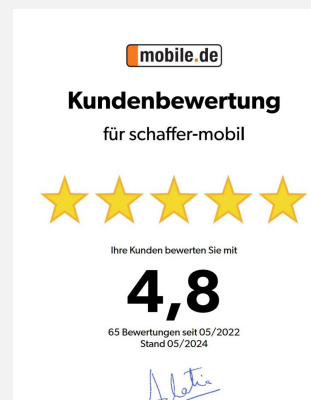 mobile.de
Kundenbewertung
für schaffer-mobil
Ihre Kunden bewerten Sie mit
4,8
65 Bewertungen seit 05/2022
Stand 05/2024